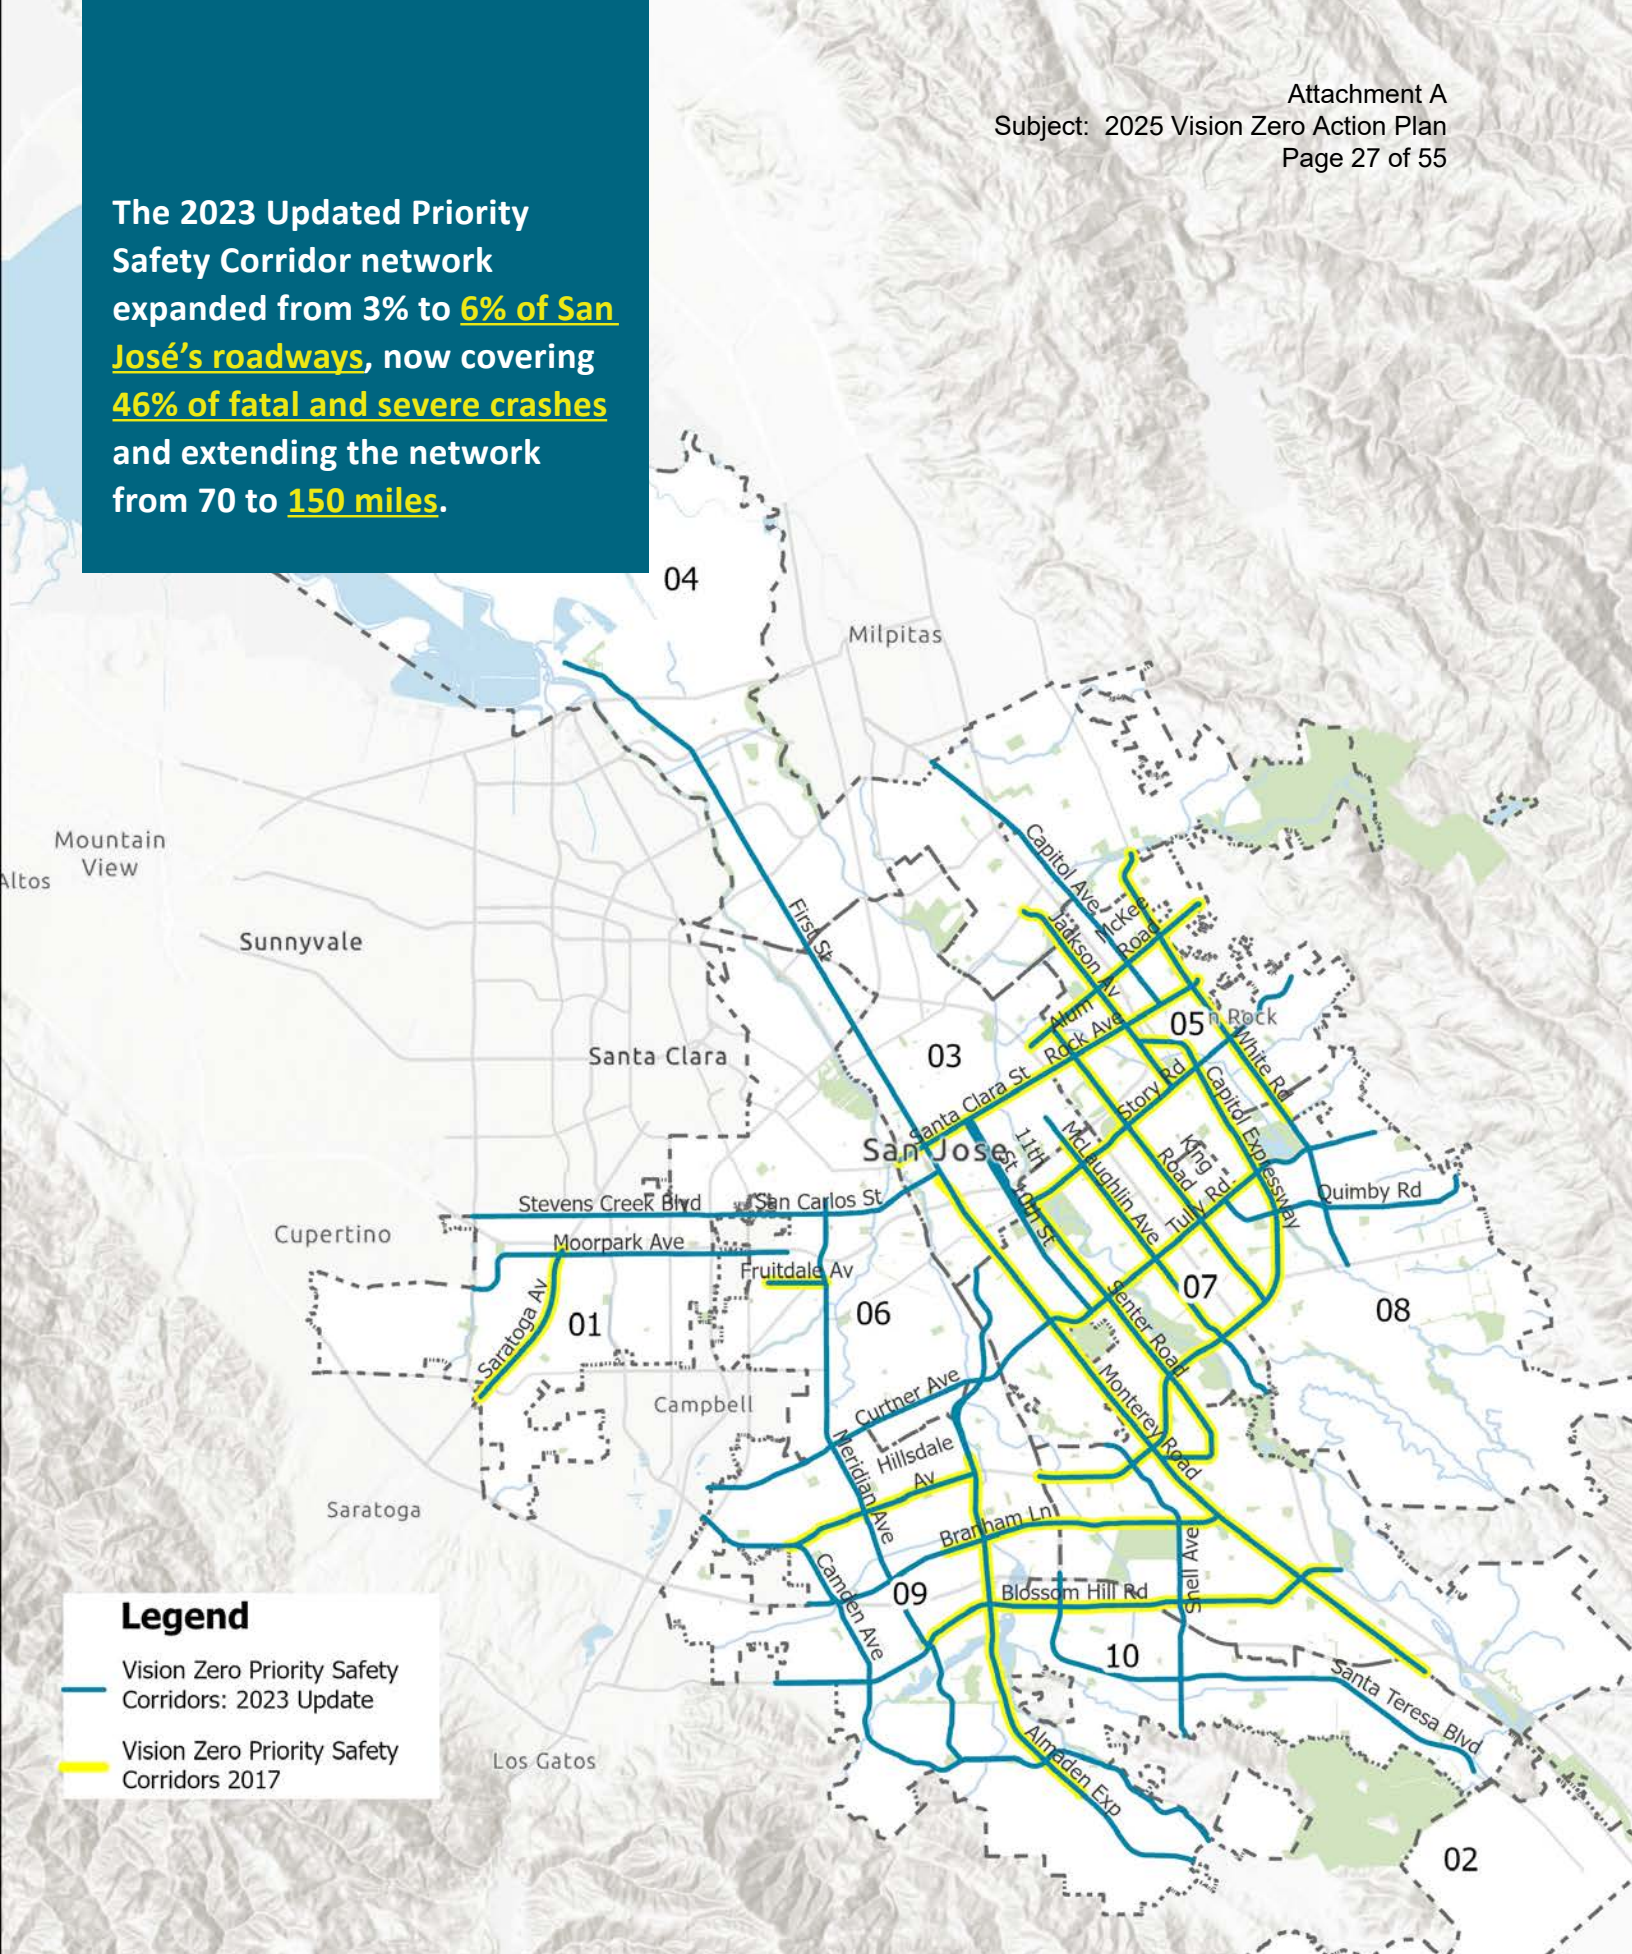 Attachment A
Subject:  2025 Vision Zero Action Plan
Page 27 of 55
The 2023 Updated Priority
Safety Corridor network
expanded from 3% to 6% of San
José’s roadways, now covering
46% of fatal and severe crashes
and extending the network
from 70 to 150 miles.
04
Milpitas
Mountain
View
Altos
Sunnyvale
Capitol Ave
McKee
Road
Jackson Av
First St
Santa Clara
03
Alum
Rock Ave
05
n Rock
White Rd
Santa Clara St
Story Rd
Capitol Expressway
San Jose
11th
St
10th St
McLaughlin Ave
King
Road
Tully Rd
Quimby Rd
Stevens Creek Blvd
San Carlos St
Cupertino
Moorpark Ave
Fruitdale Av
Saratoga Av
01
06
07
08
Senter Road
Monterey Road
Campbell
Curtner Ave
Hillsdale
Av
Meridian Ave
Saratoga
Branham Ln
Camden Ave
09
Blossom Hill Rd
Snell Ave
10
Santa Teresa Blvd
Almaden Exp
Los Gatos
02
Legend
Vision Zero Priority Safety
Corridors: 2023 Update
Vision Zero Priority Safety
Corridors 2017